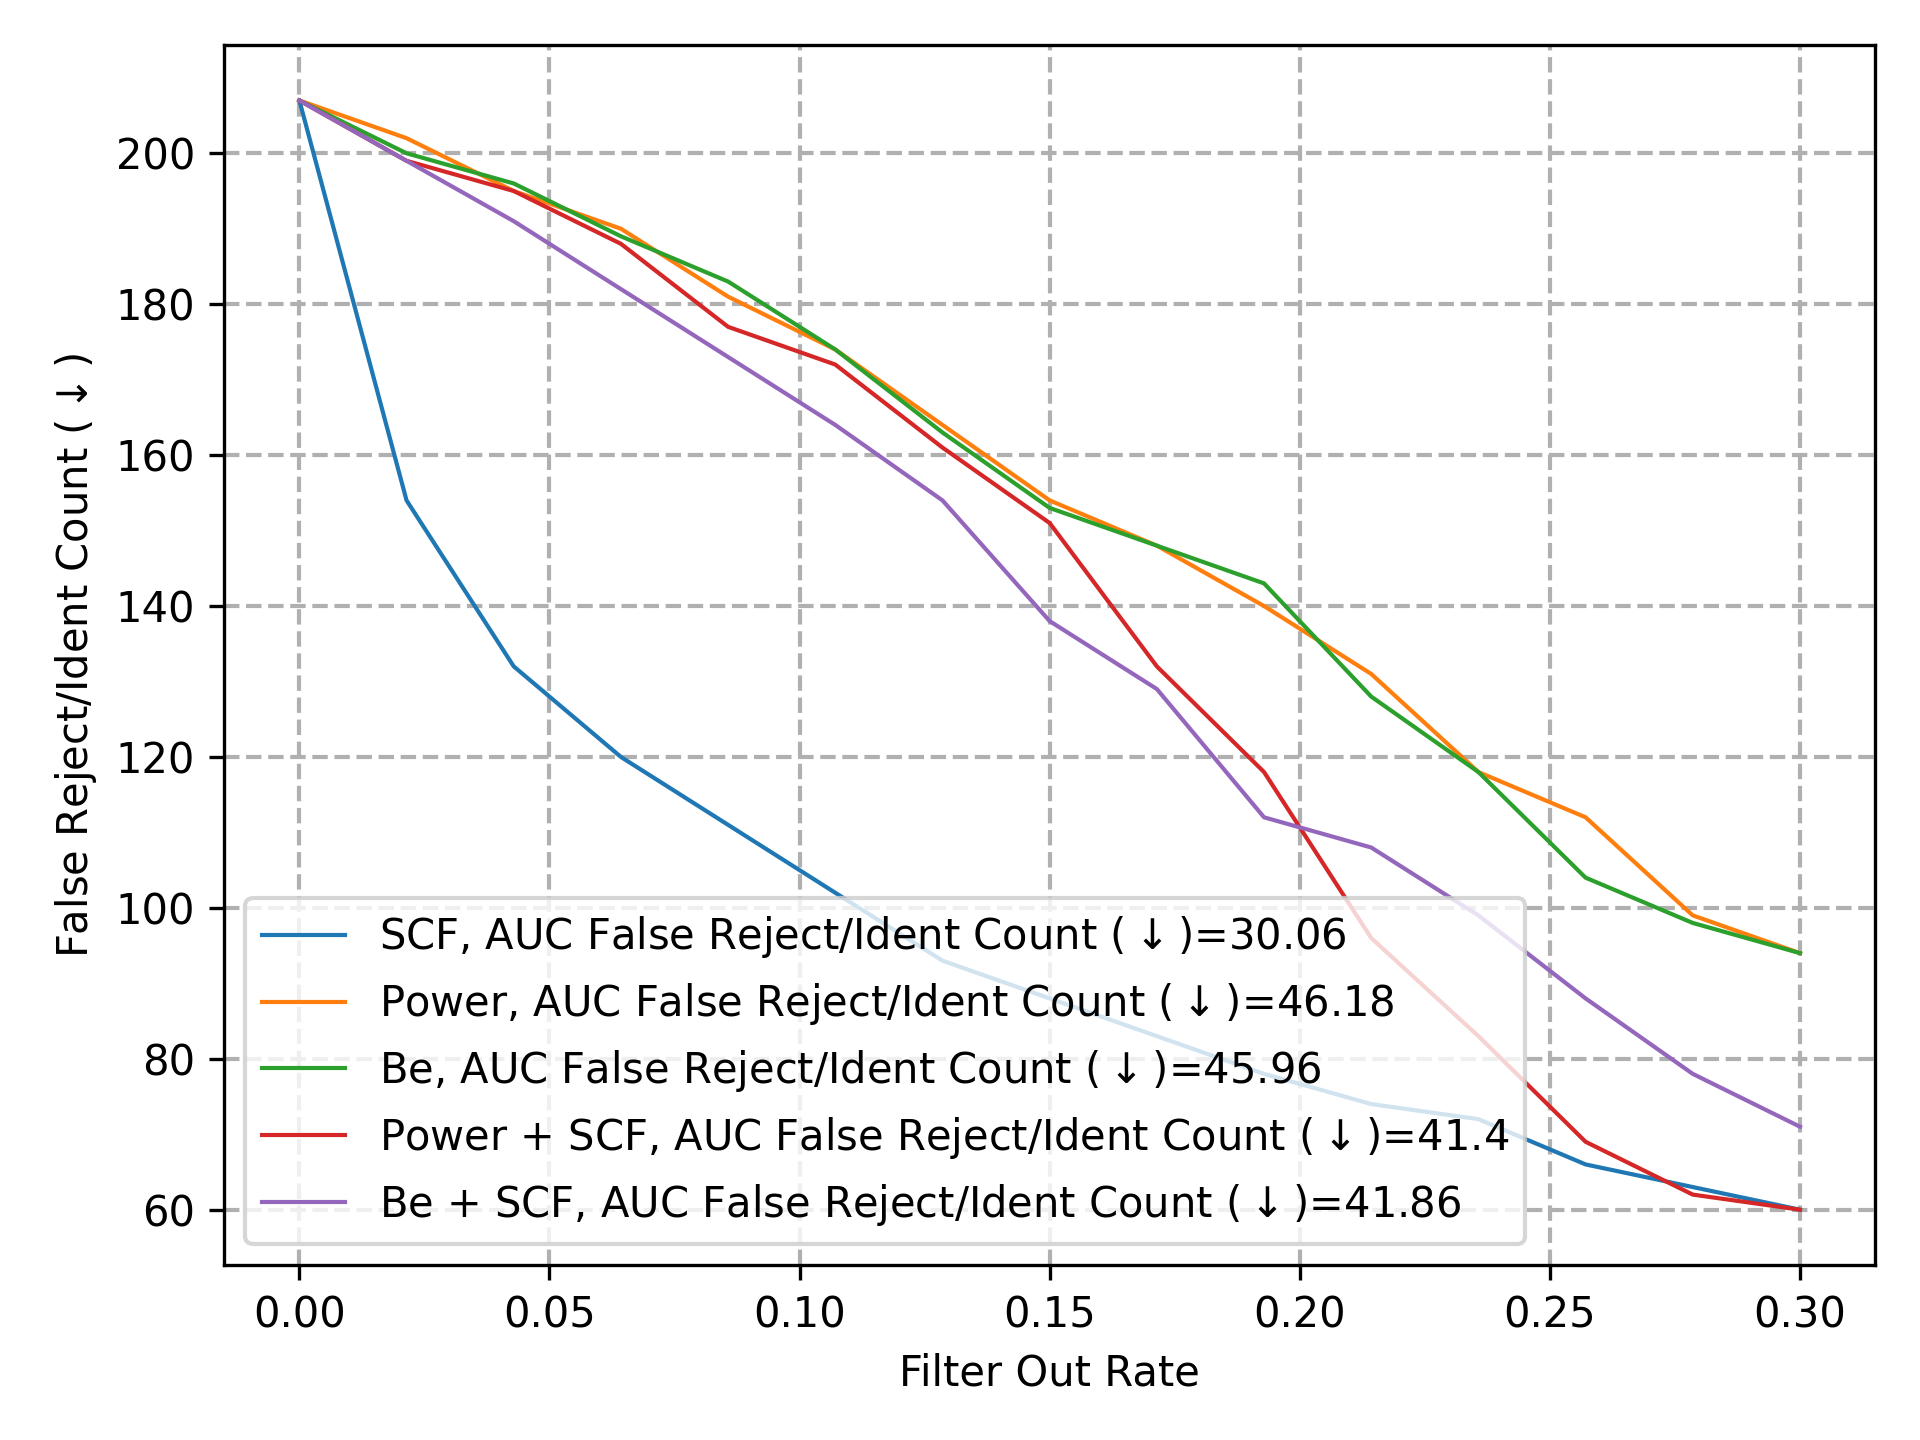 False Reject/Ident Count (↓)
200
180
160
140
120
100
80
60
SCF, AUC False Reject/Ident Count (↓)=30.06
Power, AUC False Reject/Ident Count (↓)=46.18
Be, AUC False Reject/Ident Count (↓)=45.96
Power + SCF, AUC False Reject/Ident Count (↓)=41.4
Be + SCF, AUC False Reject/Ident Count (↓)=41.86
0.00 0.05 0.10 0.15 0.20 0.25 0.30
Filter Out Rate